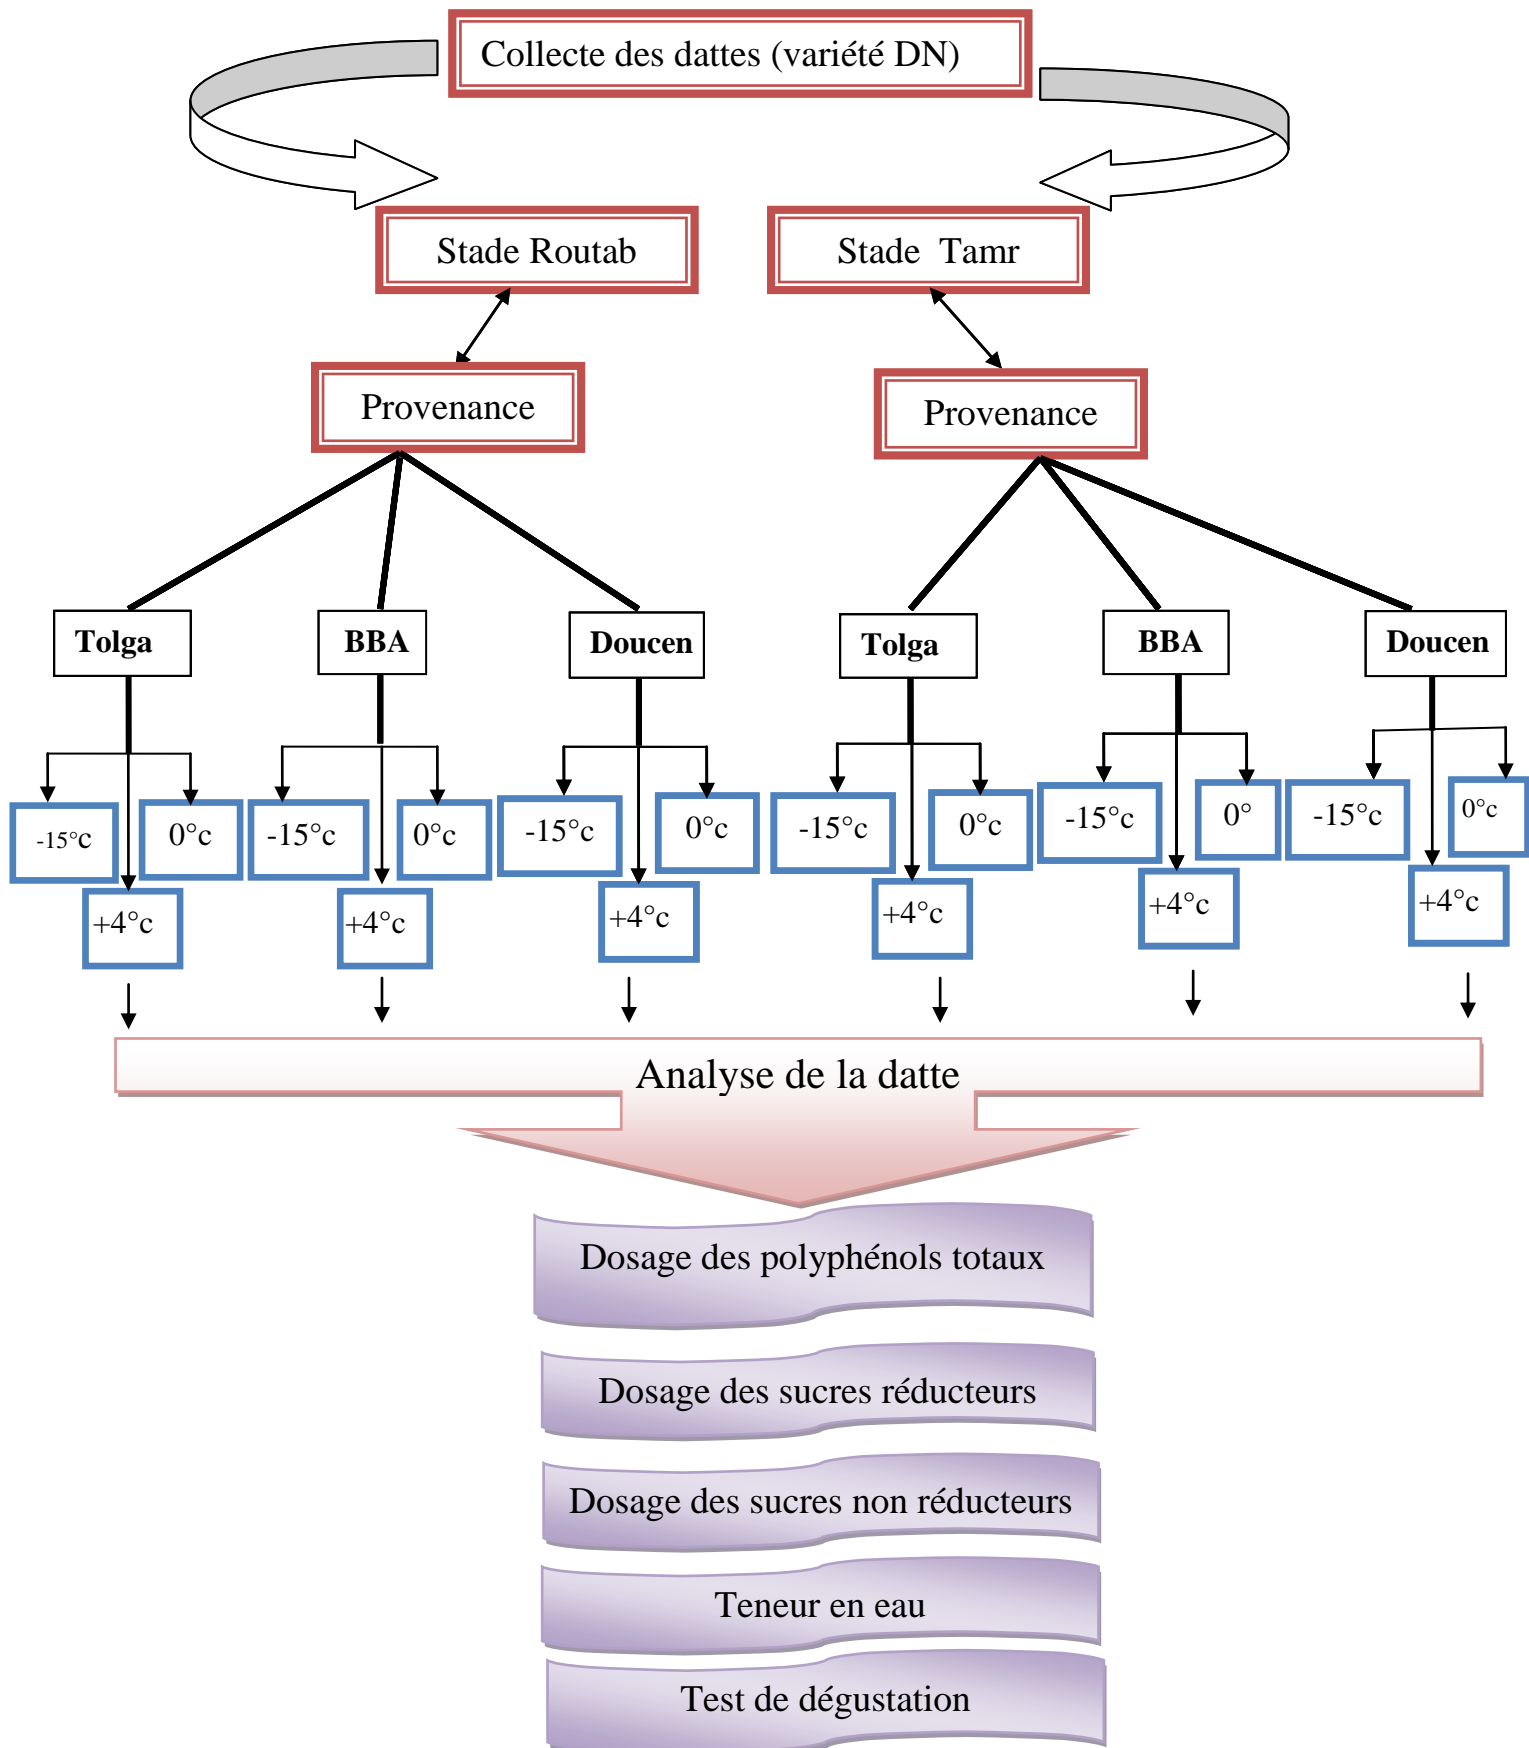 Collecte des dattes (variété DN)
Stade Routab
Stade Tamr
Provenance
Provenance
Tolga
BBA
Doucen
Tolga
BBA
Doucen
-15°c
0°c
-15°c
0°c
-15°c
0°c
-15°c
0°c
-15°c
0°
-15°c
0°c
+4°c
+4°c
+4°c
+4°c
+4°c
+4°c
Analyse de la datte
Dosage des polyphénols totaux
Dosage des sucres réducteurs
Dosage des sucres non réducteurs
Teneur en eau
Test de dégustation